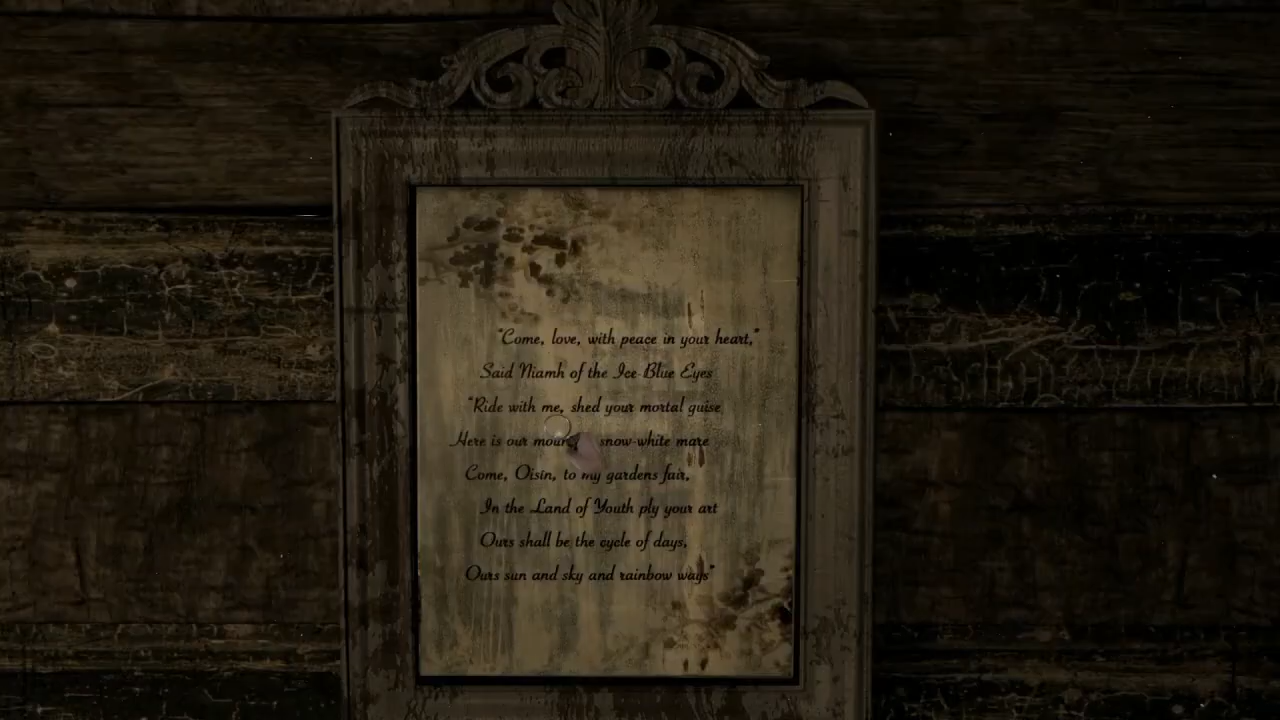 "Come, love, with peace in your heart,"
Said Niamh of the Ice-Blue Eyes
"Ride with me, shed your mortal guise
Here is our snow-white mare
Come, Oisín, to my gardens fair,
In the Land of Youth ply your art
Ours shall be the cycle of days,
Ours sun and sky and rainbow ways"